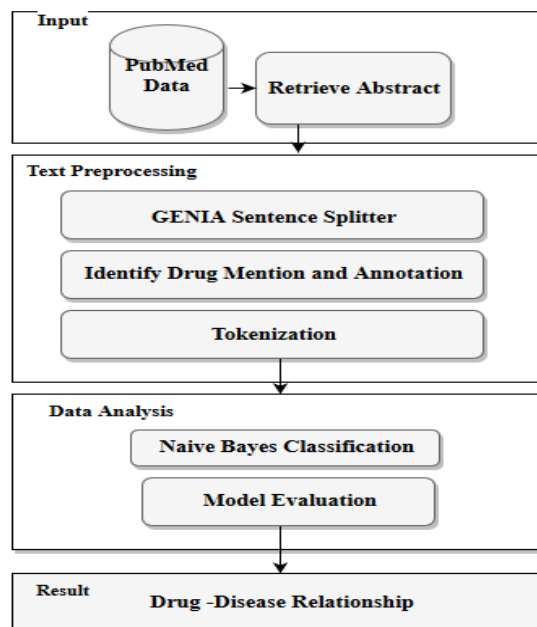 Input
PubMed
Data
Retrieve Abstract
Text Preprocessing
GENIA Sentence Splitter
Identify Drug Mention and Annotation
Tokenization
Data Analysis
Naive Bayes Classification
Model Evaluation
Result
Drug -Disease Relationship